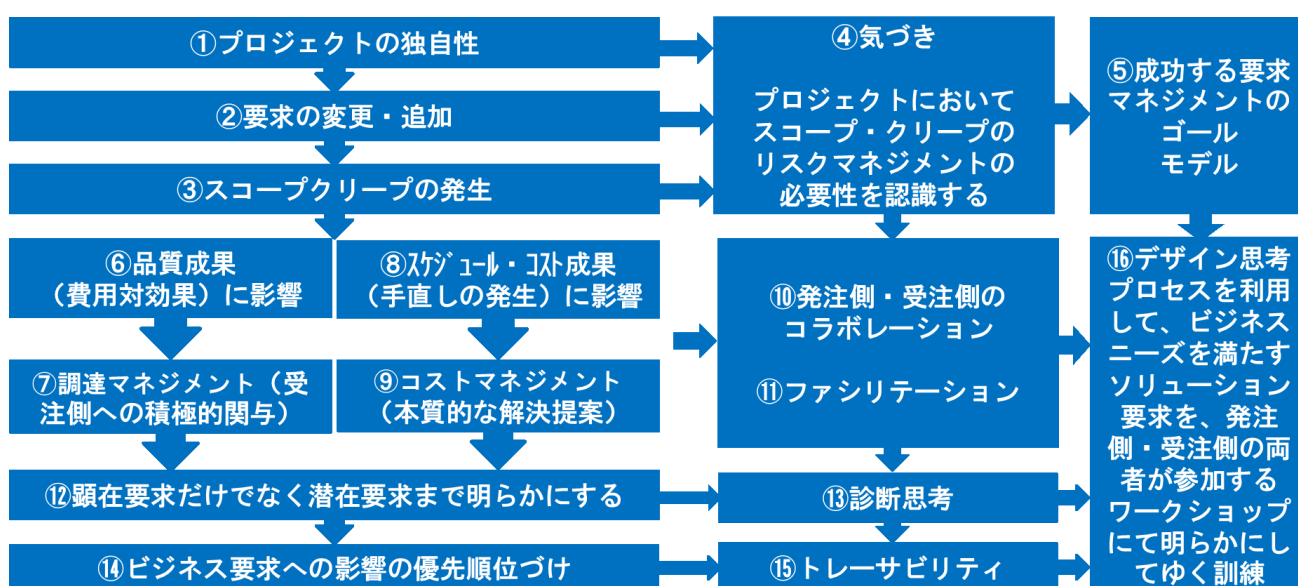 ①プロジェクトの独自性
②要求の変更・追加
③スコープクリープの発生
④気づき
プロジェクトにおいて
スコープ・クリープの
リスクマネジメントの
必要性を認識する
⑤成功する要求
マネジメントの
ゴール
モデル
⑥品質成果
（費用対効果）に影響
⑧ｽｹｼﾞｭｰﾙ・ｺｽﾄ成果
（手直しの発生）に影響
⑦調達マネジメント（受
注側への積極的関与）
⑨コストマネジメント
（本質的な解決提案）
⑩発注側・受注側の
コラボレーション
⑪ファシリテーション
⑫顕在要求だけでなく潜在要求まで明らかにする
⑬診断思考
⑭ビジネス要求への影響の優先順位づけ
⑮トレーサビリティ
⑯デザイン思考
プロセスを利用
して、ビジネス
ニーズを満たす
ソリューション
要求を、発注
側・受注側の両
者が参加する
ワークショップ
にて明らかにし
てゆく訓練